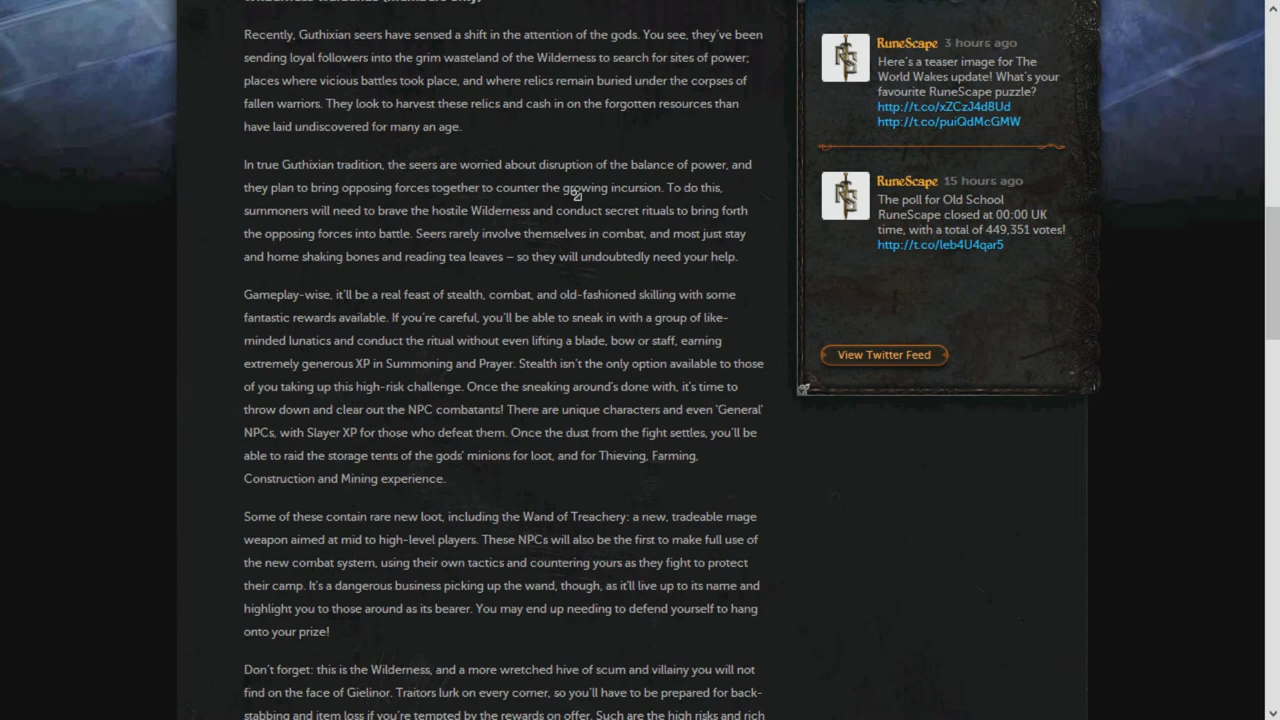 Recently, Guthixian seers have sensed a shift in the attention of the gods. You see, they've been
sending loyal followers into the grim wasteland of the Wilderness to search for sites of power;
places where vicious battles took place, and where relics remain buried under the corpses of
fallen warriors. They look to harvest these relics and cash in on the forgotten resources than
have laid undiscovered for many an age.
In true Guthixian tradition, the seers are worried about disruption of the balance of power, and
they plan to bring opposing forces together to counter the growing incursion. To do this,
summoners will need to brave the hostile Wilderness and conduct secret rituals to bring forth
the opposing forces into battle. Seers rarely involve themselves in combat, and most just stay
and home shaking bones and reading tea leaves – so they will undoubtedly need your help.
Gameplay-wise, it'll be a real feast of stealth, combat, and old-fashioned skilling with some
fantastic rewards available. If you're careful, you'll be able to sneak in with a group of like-
minded lunatics and conduct the ritual without even lifting a blade, bow or staff, earning
extremely generous XP in Summoning and Prayer. Stealth isn't the only option available to those
of you taking up this high-risk challenge. Once the sneaking around's done with, it's time to
throw down and clear out the NPC combatants! There are unique characters and even 'General'
NPCs, with Slayer XP for those who defeat them. Once the dust from the fight settles, you'll be
able to raid the storage tents of the gods' minions for loot, and for Thieving, Farming,
Construction and Mining experience.
Some of these contain rare new loot, including the Wand of Treachery: a new, tradeable mage
weapon aimed at mid to high-level players. These NPCs will also be the first to make full use of
the new combat system, using their own tactics and countering yours as they fight to protect
their camp. It's a dangerous business picking up the wand, though, as it'll live up to its name and
highlight you to those around as its bearer. You may end up needing to defend yourself to hang
onto your prize!
Don't forget: this is the Wilderness, and a more wretched hive of scum and villainy you will not
find on the face of Gielinor. Traitors lurk on every corner, so you'll have to be prepared for back-
stabbing and item loss if you're tempted by the rewards on offer. Such are the high risks and rich
RuneScape 3 hours ago
Here's a teaser image for The
World Wakes update! What's your
favourite RuneScape puzzle?
http://t.co/xZCzJ4d8Ud
http://t.co/puiQdMcGMW
RuneScape 15 hours ago
The poll for Old School
RuneScape closed at 00:00 UK
time, with a total of 449,351 votes!
http://t.co/leb4U4qar5
View Twitter Feed